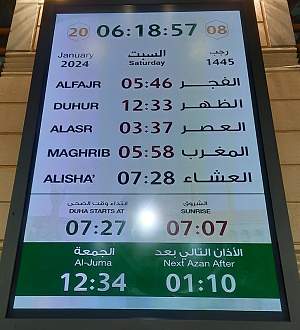 20 06:18:57 08
January السبت رجب
2024 Saturday 1445
ALFAJR 05:46 الفجر
DUHUR 12:33 الظهر
ALASR 03:37 العصر
MAGHRIB 05:58 المغرب
ALISHA' 07:28 العشاء
ابتداء وقت الضحى الشروق
DUHA STARTS AT SUNRISE
07:27 07:07
الجمعة الأذان التالي بعد
Al-Juma Next Azan After
12:34 01:10